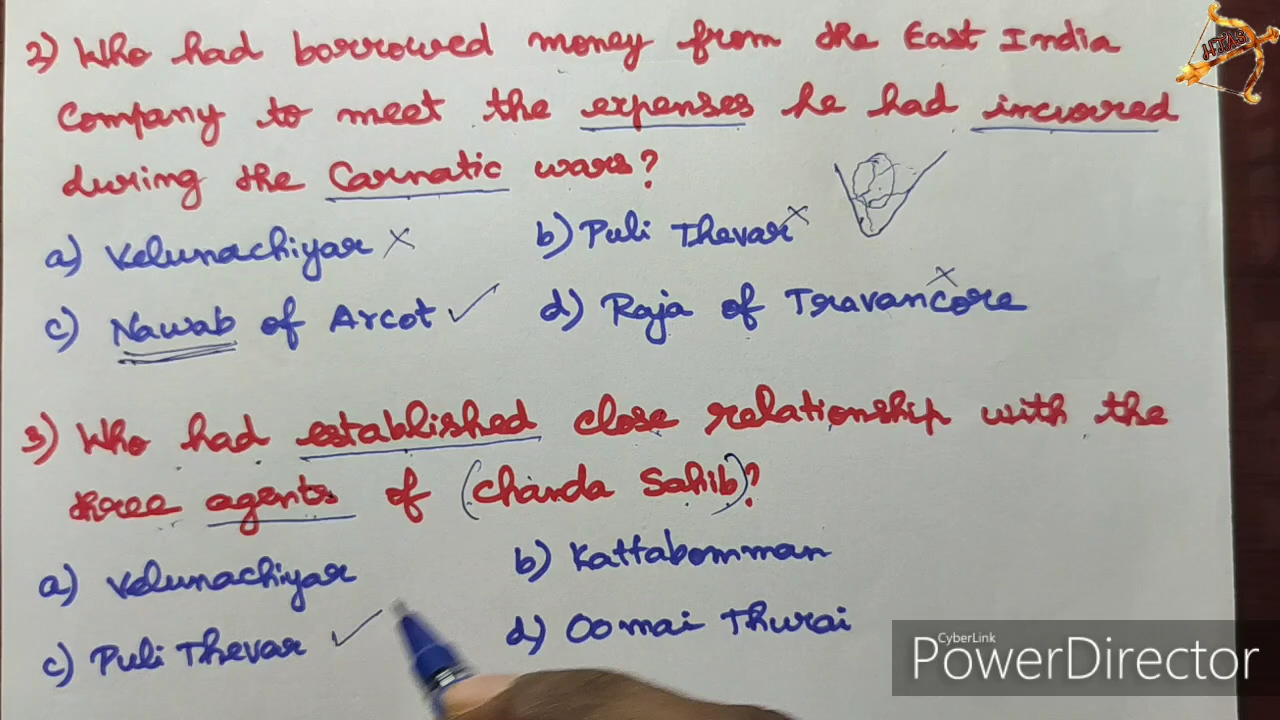 2) Who had borrowed money from the East India
Company to meet the expenses he had incurred
during the Carnatic wars?
a) Velunachiyar
b) Puli Thevar
c) Nawab of Arcot
d) Raja of Travancore
3) Who had established close relationship with the
three agents of (Chanda Sahib)?
a) Velunachiyar
b) Kattabomman
c) Puli Thevar
d) Oomai Thurai
CyberLink
PowerDirector